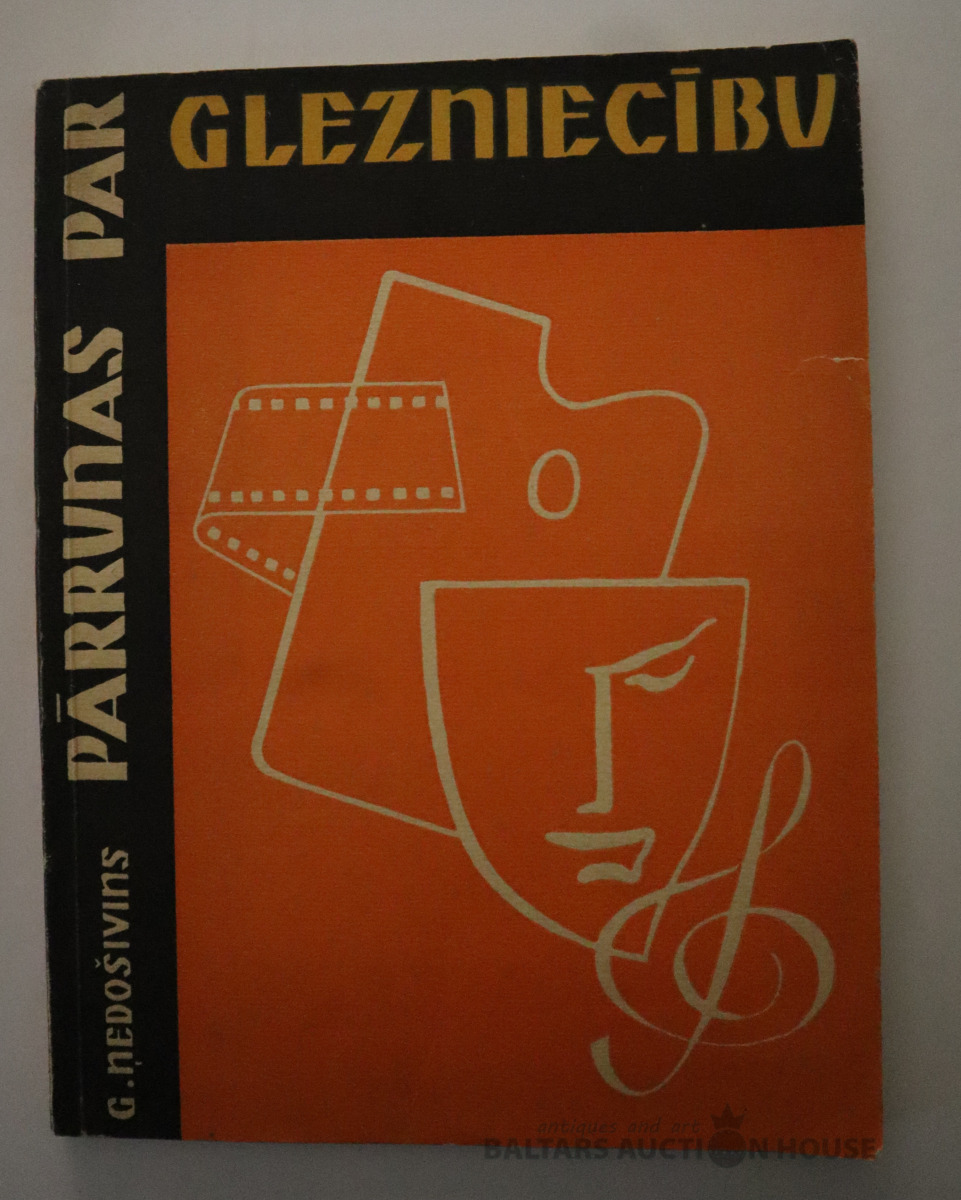 G. ŅEDOŠIVINS
PĀRRUNAS PAR
GLEZNIECĪBU
antiques and art
BALTARS AUCTION HOUSE